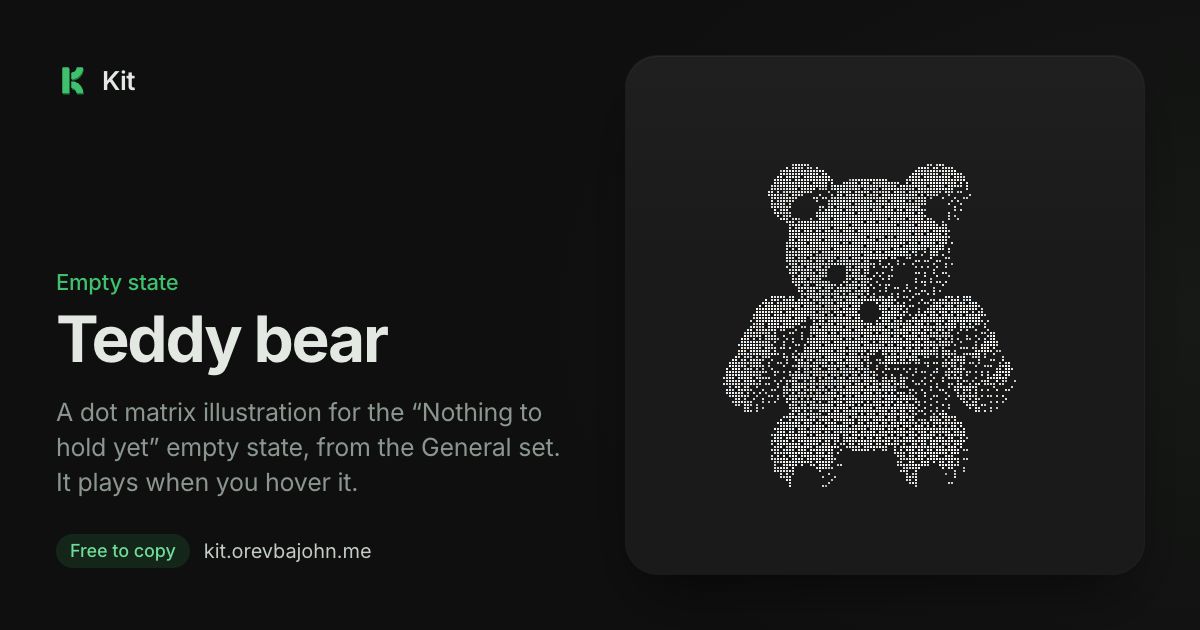 Kit
Empty state
Teddy bear
A dot matrix illustration for the “Nothing to
hold yet” empty state, from the General set.
It plays when you hover it.
Free to copy
kit.orevbajohn.me